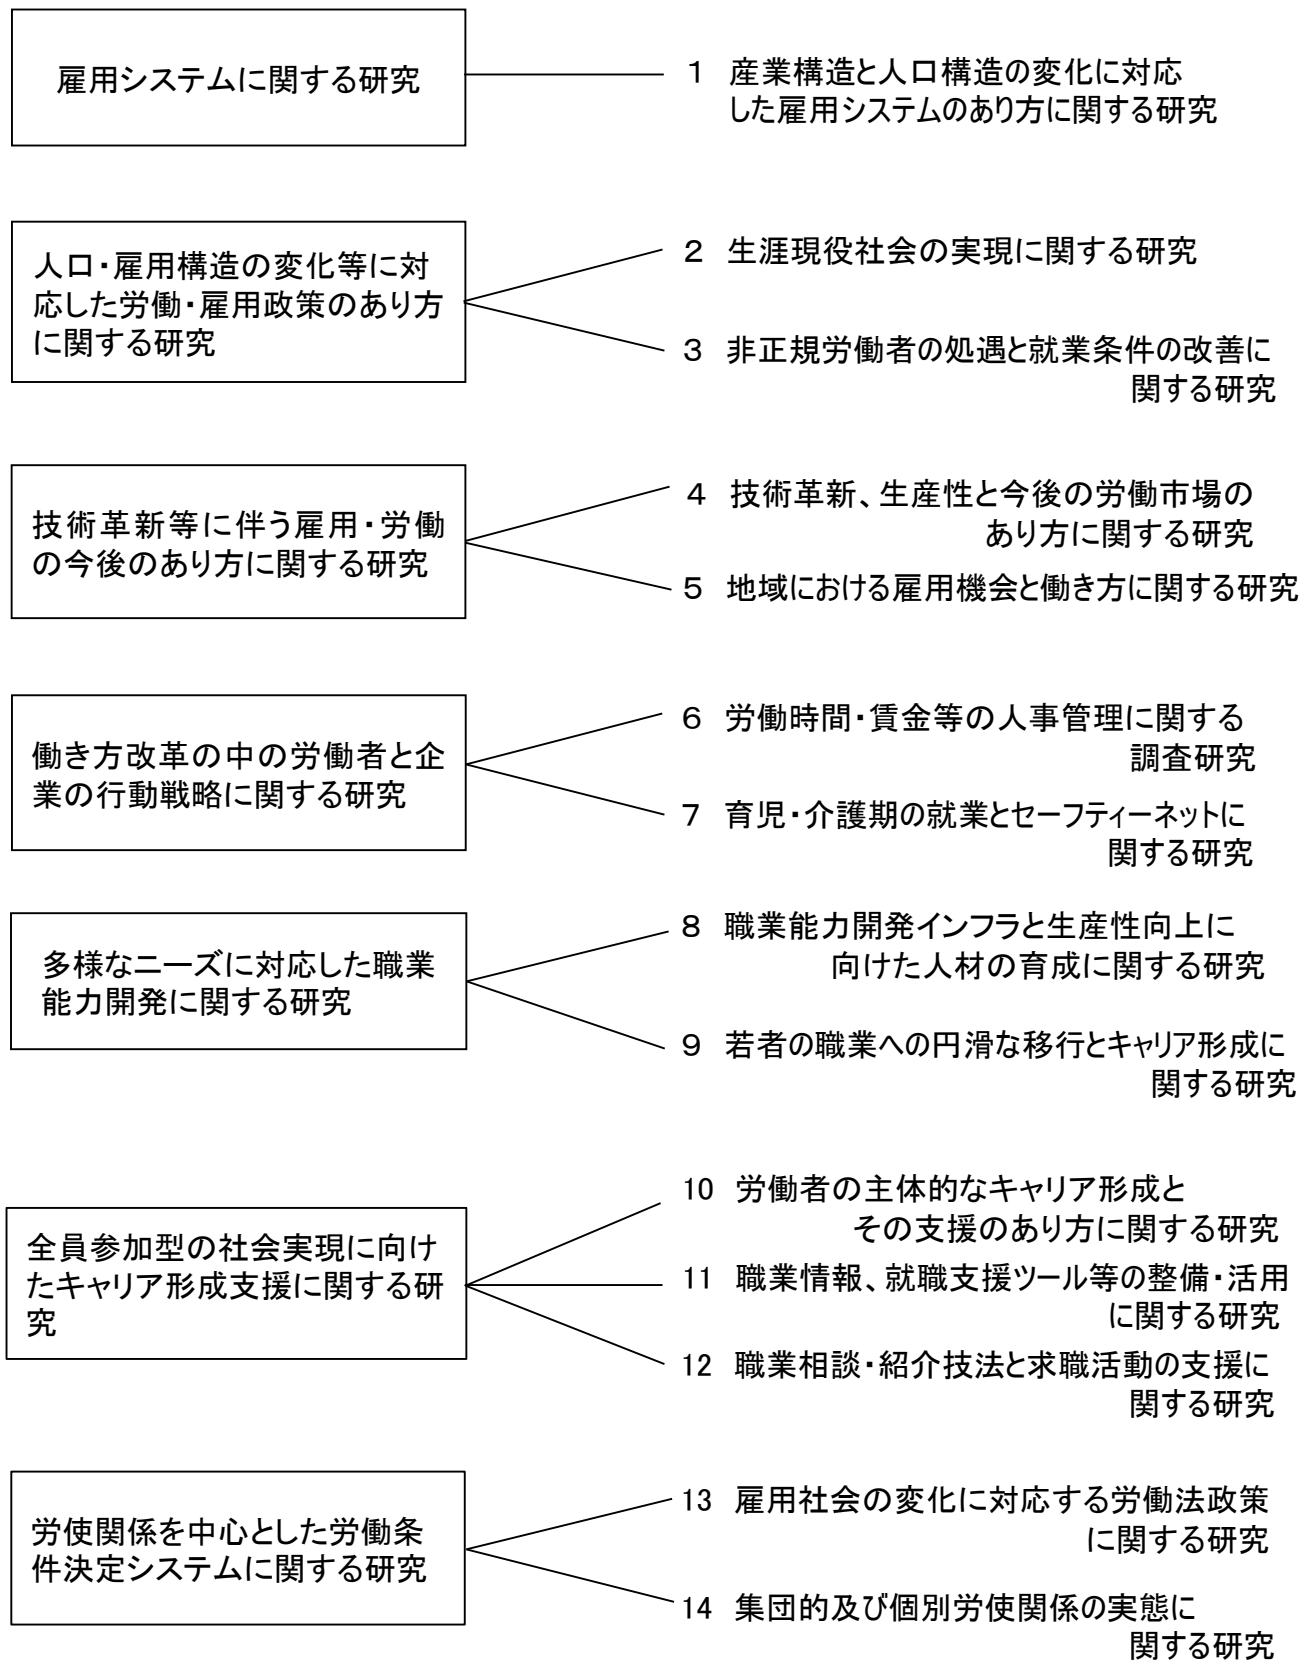 雇用システムに関する研究
1 産業構造と人口構造の変化に対応
した雇用システムのあり方に関する研究
人口・雇用構造の変化等に対
応した労働・雇用政策のあり方
に関する研究
2 生涯現役社会の実現に関する研究
3 非正規労働者の処遇と就業条件の改善に
関する研究
技術革新等に伴う雇用・労働
の今後のあり方に関する研究
4 技術革新、生産性と今後の労働市場の
あり方に関する研究
5 地域における雇用機会と働き方に関する研究
働き方改革の中の労働者と企
業の行動戦略に関する研究
6 労働時間・賃金等の人事管理に関する
調査研究
7 育児・介護期の就業とセーフティーネットに
関する研究
多様なニーズに対応した職業
能力開発に関する研究
8 職業能力開発インフラと生産性向上に
向けた人材の育成に関する研究
9 若者の職業への円滑な移行とキャリア形成に
関する研究
全員参加型の社会実現に向け
たキャリア形成支援に関する研
究
10 労働者の主体的なキャリア形成と
その支援のあり方に関する研究
11 職業情報、就職支援ツール等の整備・活用
に関する研究
12 職業相談・紹介技法と求職活動の支援に
関する研究
労使関係を中心とした労働条
件決定システムに関する研究
13 雇用社会の変化に対応する労働法政策
に関する研究
14 集団的及び個別労使関係の実態に
関する研究